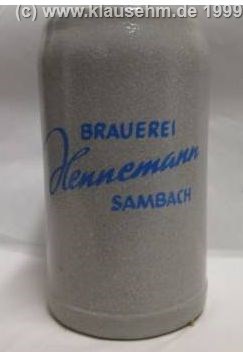 (c) www.klausehm.de 1999
BRAUEREI
Hennemann
SAMBACH